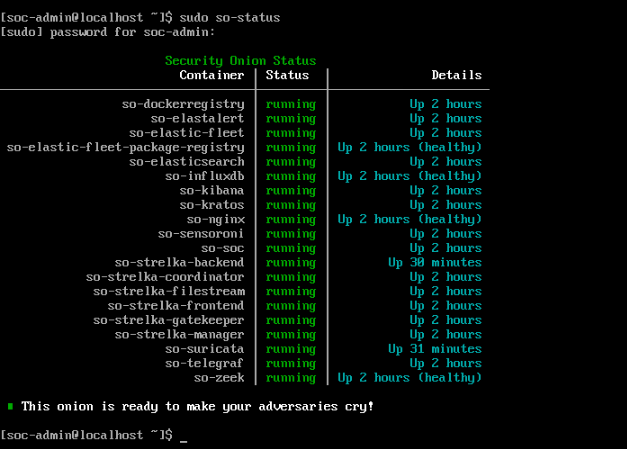 [soc-admin@localhost ~]$ sudo so-status
[sudo] password for soc-admin:
Security Onion Status
Container | Status | Details
so-dockerregistry | running | Up 2 hours
so-elastalert | running | Up 2 hours
so-elastic-fleet | running | Up 2 hours
so-elastic-fleet-package-registry | running | Up 2 hours (healthy)
so-elasticsearch | running | Up 2 hours
so-influxdb | running | Up 2 hours (healthy)
so-kibana | running | Up 2 hours
so-kratos | running | Up 2 hours
so-nginx | running | Up 2 hours (healthy)
so-sensoroni | running | Up 2 hours
so-soc | running | Up 2 hours
so-strelka-backend | running | Up 30 minutes
so-strelka-coordinator | running | Up 2 hours
so-strelka-filestream | running | Up 2 hours
so-strelka-frontend | running | Up 2 hours
so-strelka-gatekeeper | running | Up 2 hours
so-strelka-manager | running | Up 2 hours
so-suricata | running | Up 31 minutes
so-telegraf | running | Up 2 hours
so-zeek | running | Up 2 hours (healthy)
This onion is ready to make your adversaries cry!
[soc-admin@localhost ~]$ _